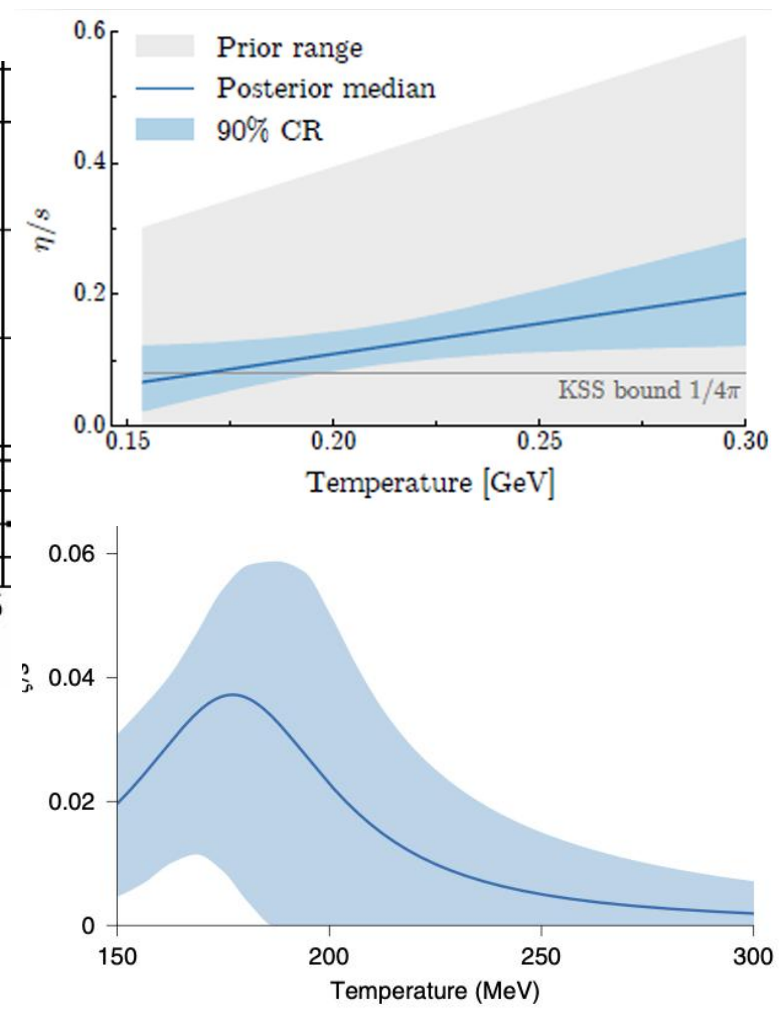 0.6
Prior range
Posterior median
90% CR
0.4
η/s
0.2
KSS bound 1/4π
0.0
0.15 0.20 0.25 0.30
Temperature [GeV]
0.06
0.04
0.02
0
150 200 250 300
Temperature (MeV)